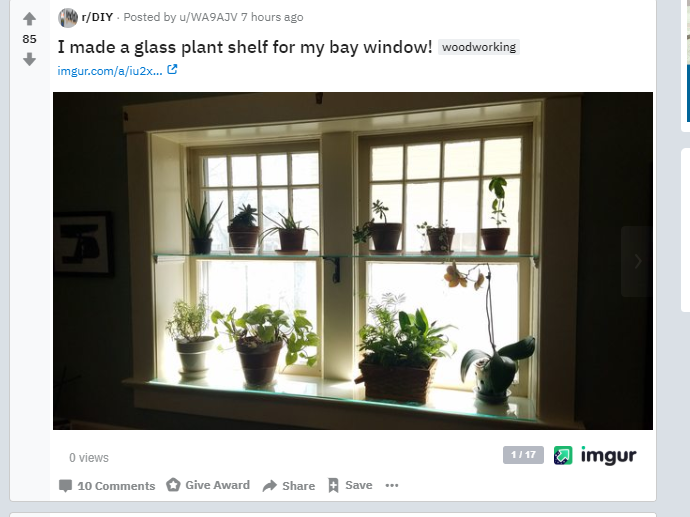 r/DIY · Posted by u/WA9AJV 7 hours ago
85
I made a glass plant shelf for my bay window! woodworking
imgur.com/a/iu2x...
0 views
1 / 17 imgur
10 Comments Give Award Share Save ...